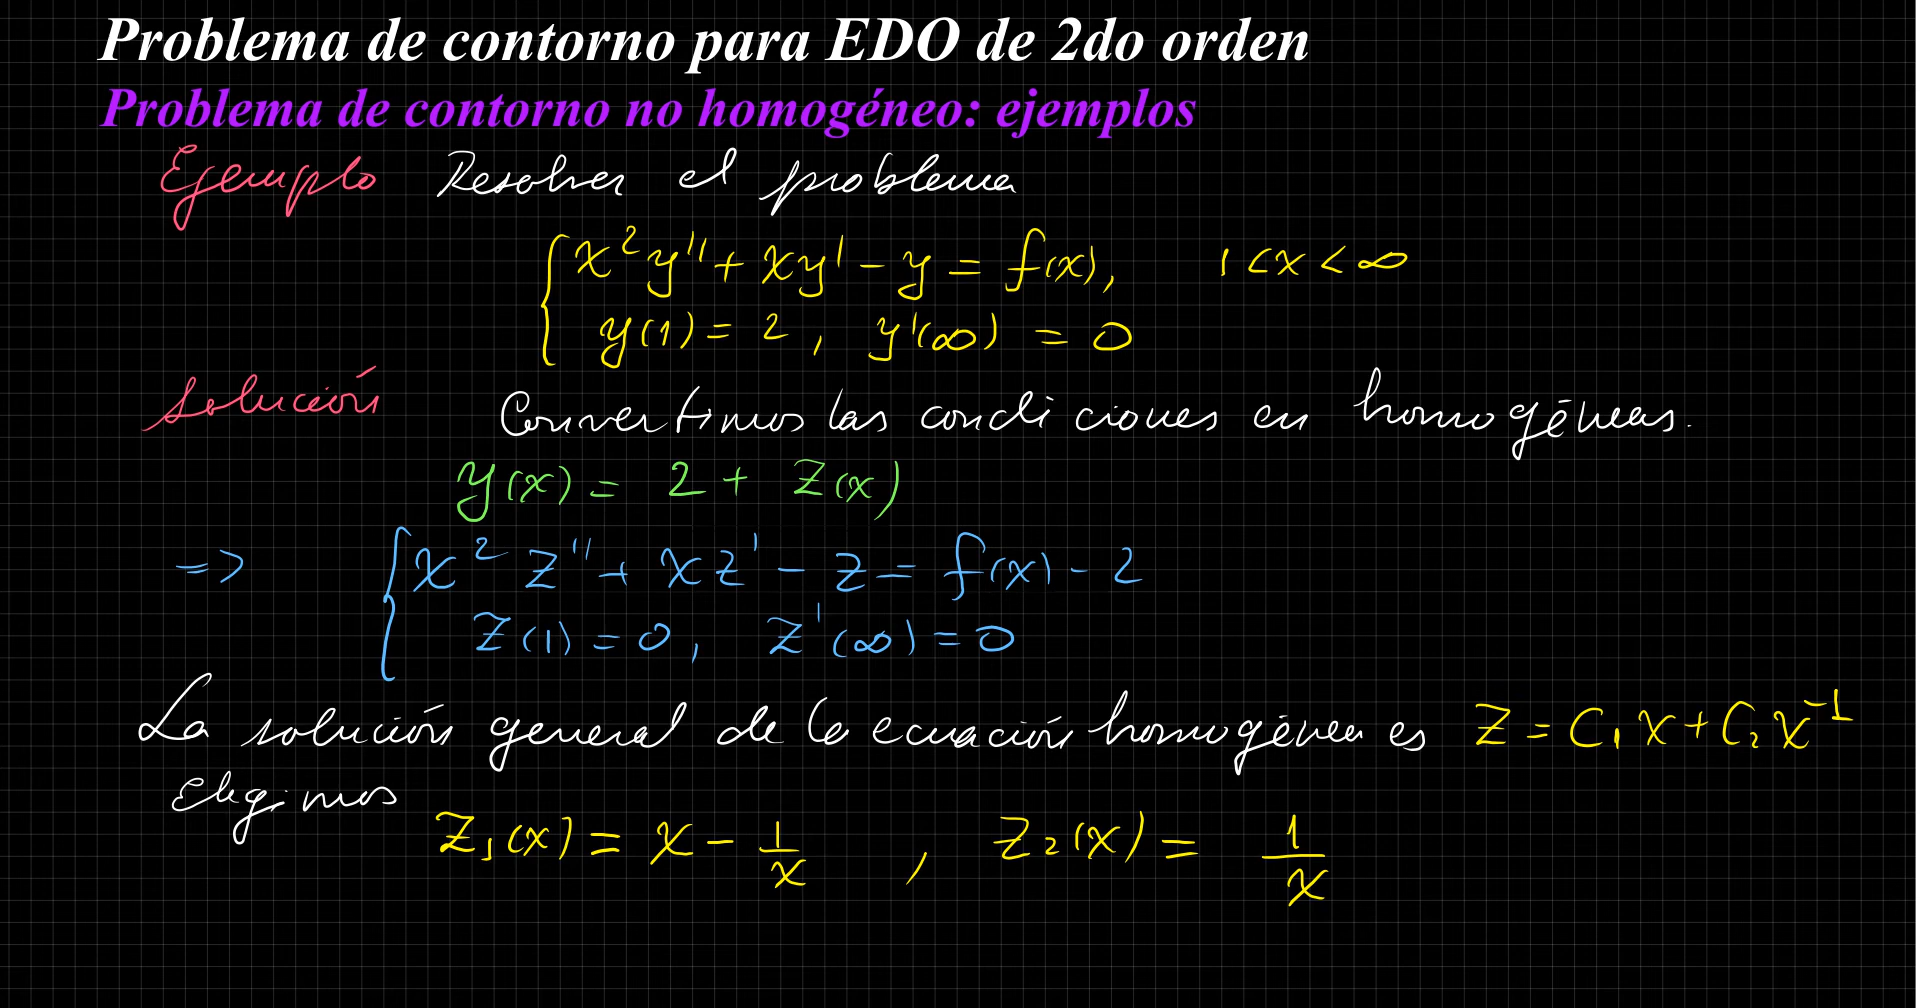 Problema de contorno para EDO de 2do orden
Problema de contorno no homogéneo: ejemplos
Ejemplo Resolver el problema
x²y'' + xy' - y = f(x), 1 < x < ∞
y(1) = 2, y'(∞) = 0
Solución Convertimos las condiciones en homogéneas.
y(x) = 2 + z(x)
=> x² z'' + x z' - z = f(x) - 2
z(1) = 0, z'(∞) = 0
La solución general de la ecuación homogénea es z = C₁x + C₂x⁻¹
Elegimos
z₁(x) = x - 1/x , z₂(x) = 1/x